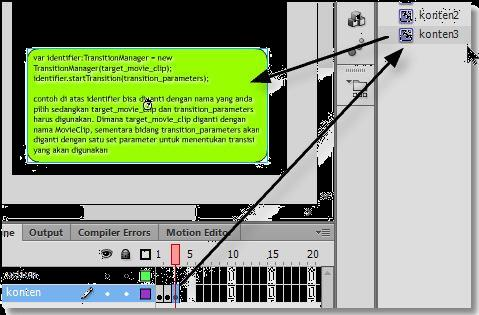 konten2
konten3
var identifier:TransitionManager = new
TransitionManager(target_movie_clip);
identifier.startTransition(transition_parameters);
contoh di atas identifier bisa diganti dengan nama yang anda
pilih sedangkan target_movie_clip dan transition_parameters
harus digunakan. Dimana target_movie_clip diganti dengan
nama MovieClip, sementara bidang transition_parameters akan
diganti dengan satu set parameter untuk menentukan transisi
yang akan digunakan
ne Output Compiler Errors Motion Editor
1 5 10 15 20
konten